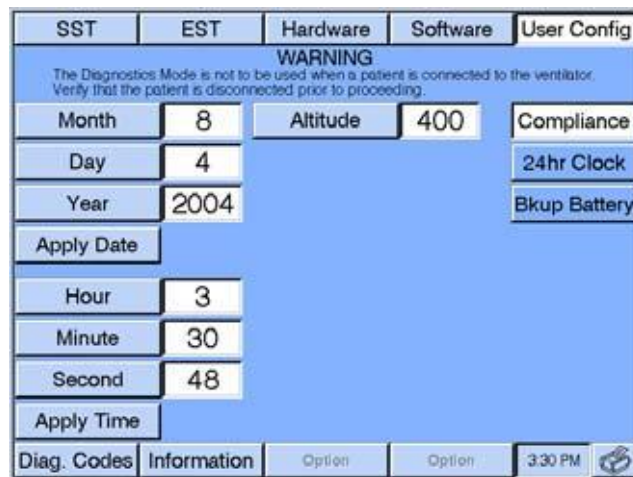 SST EST Hardware Software User Config
WARNING
The Diagnostics Mode is not to be used when a patient is connected to the ventilator.
Verify that the patient is disconnected prior to proceeding.
Month 8 Altitude 400 Compliance
Day 4 24hr Clock
Year 2004 Bkup Battery
Apply Date
Hour 3
Minute 30
Second 48
Apply Time
Diag. Codes Information Option Option 3:30 PM